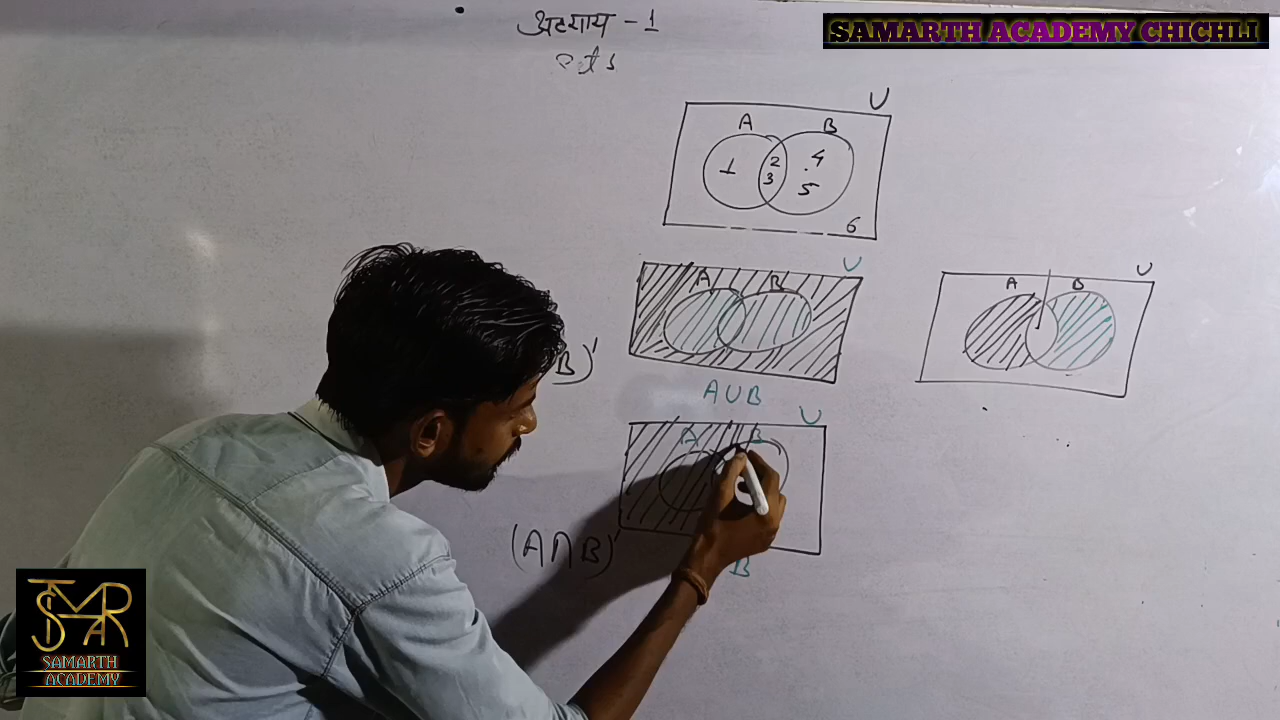 अध्याय - 1
sets
SAMARTH ACADEMY CHICHLI
U
A B
1 2 3 4 5
6
U
A B
B)'
A U B
U
A B
U
A B
(A∩B)'
B
SAMARTH
ACADEMY